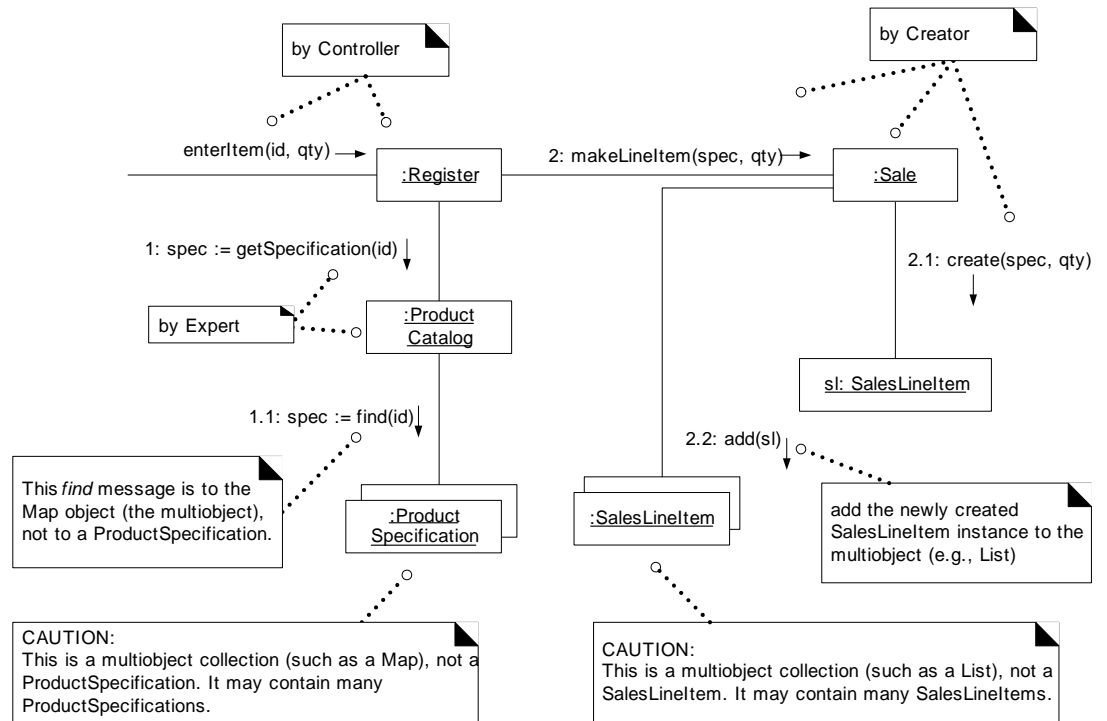 by Controller
by Creator
enterItem(id, qty)
:Register
2: makeLineItem(spec, qty)
:Sale
1: spec := getSpecification(id)
2.1: create(spec, qty)
by Expert
:Product
Catalog
sl: SalesLineItem
1.1: spec := find(id)
2.2: add(sl)
This find message is to the
Map object (the multiobject),
not to a ProductSpecification.
:Product
Specification
:SalesLineItem
add the newly created
SalesLineItem instance to the
multiobject (e.g., List)
CAUTION:
This is a multiobject collection (such as a Map), not a
ProductSpecification. It may contain many
ProductSpecifications.
CAUTION:
This is a multiobject collection (such as a List), not a
SalesLineItem. It may contain many SalesLineItems.